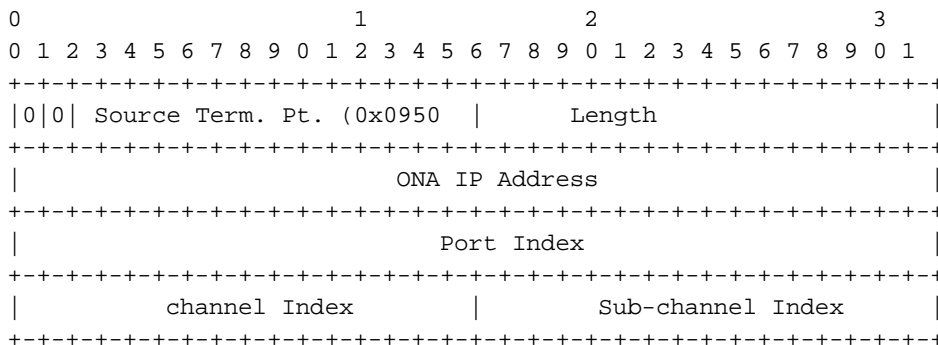 0                       1                   2                   3
0 1 2 3 4 5 6 7 8 9 0 1 2 3 4 5 6 7 8 9 0 1 2 3 4 5 6 7 8 9 0 1
+-+-+-+-+-+-+-+-+-+-+-+-+-+-+-+-+-+-+-+-+-+-+-+-+-+-+-+-+-+-+-+-+
|0|0| Source Term. Pt. (0x0950  |      Length                   |
+-+-+-+-+-+-+-+-+-+-+-+-+-+-+-+-+-+-+-+-+-+-+-+-+-+-+-+-+-+-+-+-+
|                          ONA IP Address                       |
+-+-+-+-+-+-+-+-+-+-+-+-+-+-+-+-+-+-+-+-+-+-+-+-+-+-+-+-+-+-+-+-+
|                             Port Index                        |
+-+-+-+-+-+-+-+-+-+-+-+-+-+-+-+-+-+-+-+-+-+-+-+-+-+-+-+-+-+-+-+-+
|          channel Index        |        Sub-channel Index      |
+-+-+-+-+-+-+-+-+-+-+-+-+-+-+-+-+-+-+-+-+-+-+-+-+-+-+-+-+-+-+-+-+